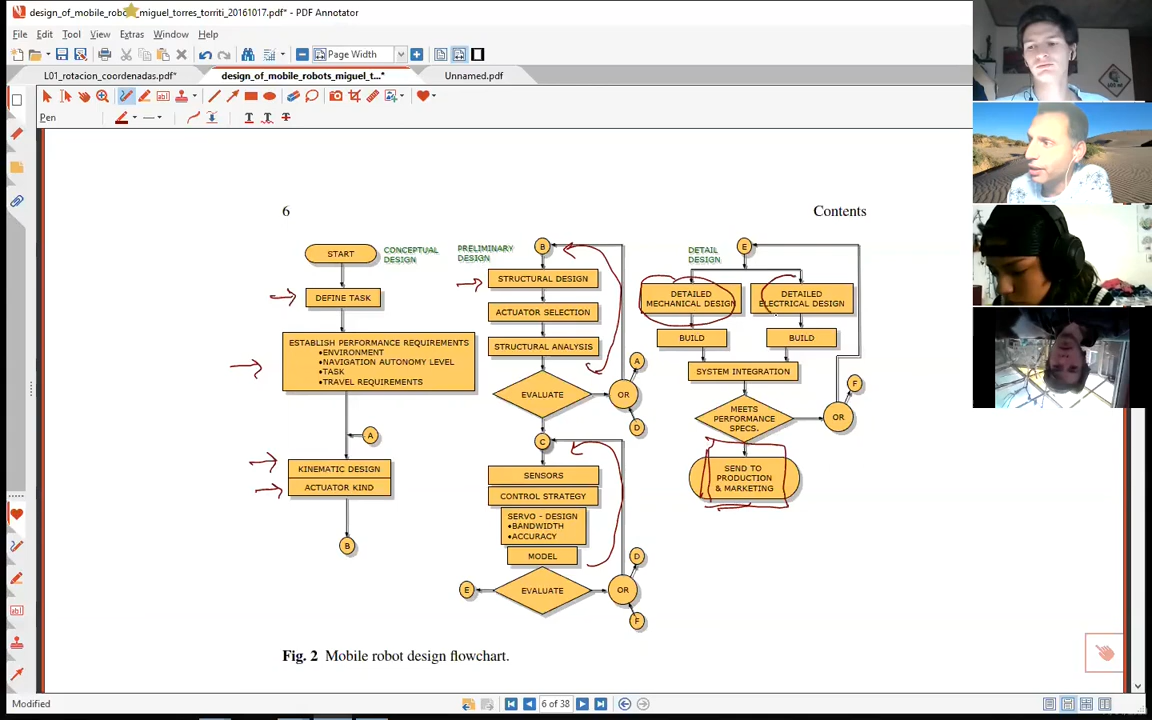 design_of_mobile_robo _miguel_torres_torriti_20161017.pdf* - PDF Annotator
File Edit Tool View Extras Window Help
Page Width
L01_rotacion_coordenadas.pdf*
design_of_mobile_robots_miguel_t...*
Unnamed.pdf
Pen
6
Contents
START
CONCEPTUAL
DESIGN
DEFINE TASK
ESTABLISH PERFORMANCE REQUIREMENTS
•ENVIRONMENT
•NAVIGATION AUTONOMY LEVEL
•TASK
•TRAVEL REQUIREMENTS
A
KINEMATIC DESIGN
ACTUATOR KIND
B
PRELIMINARY
DESIGN
B
STRUCTURAL DESIGN
ACTUATOR SELECTION
STRUCTURAL ANALYSIS
EVALUATE
OR
A
D
C
SENSORS
CONTROL STRATEGY
SERVO - DESIGN
•BANDWIDTH
•ACCURACY
MODEL
EVALUATE
OR
D
E
F
DETAIL
DESIGN
E
DETAILED
MECHANICAL DESIGN
DETAILED
ELECTRICAL DESIGN
BUILD
BUILD
SYSTEM INTEGRATION
MEETS
PERFORMANCE
SPECS.
OR
F
SEND TO
PRODUCTION
& MARKETING
Fig. 2 Mobile robot design flowchart.
Modified
6 of 38